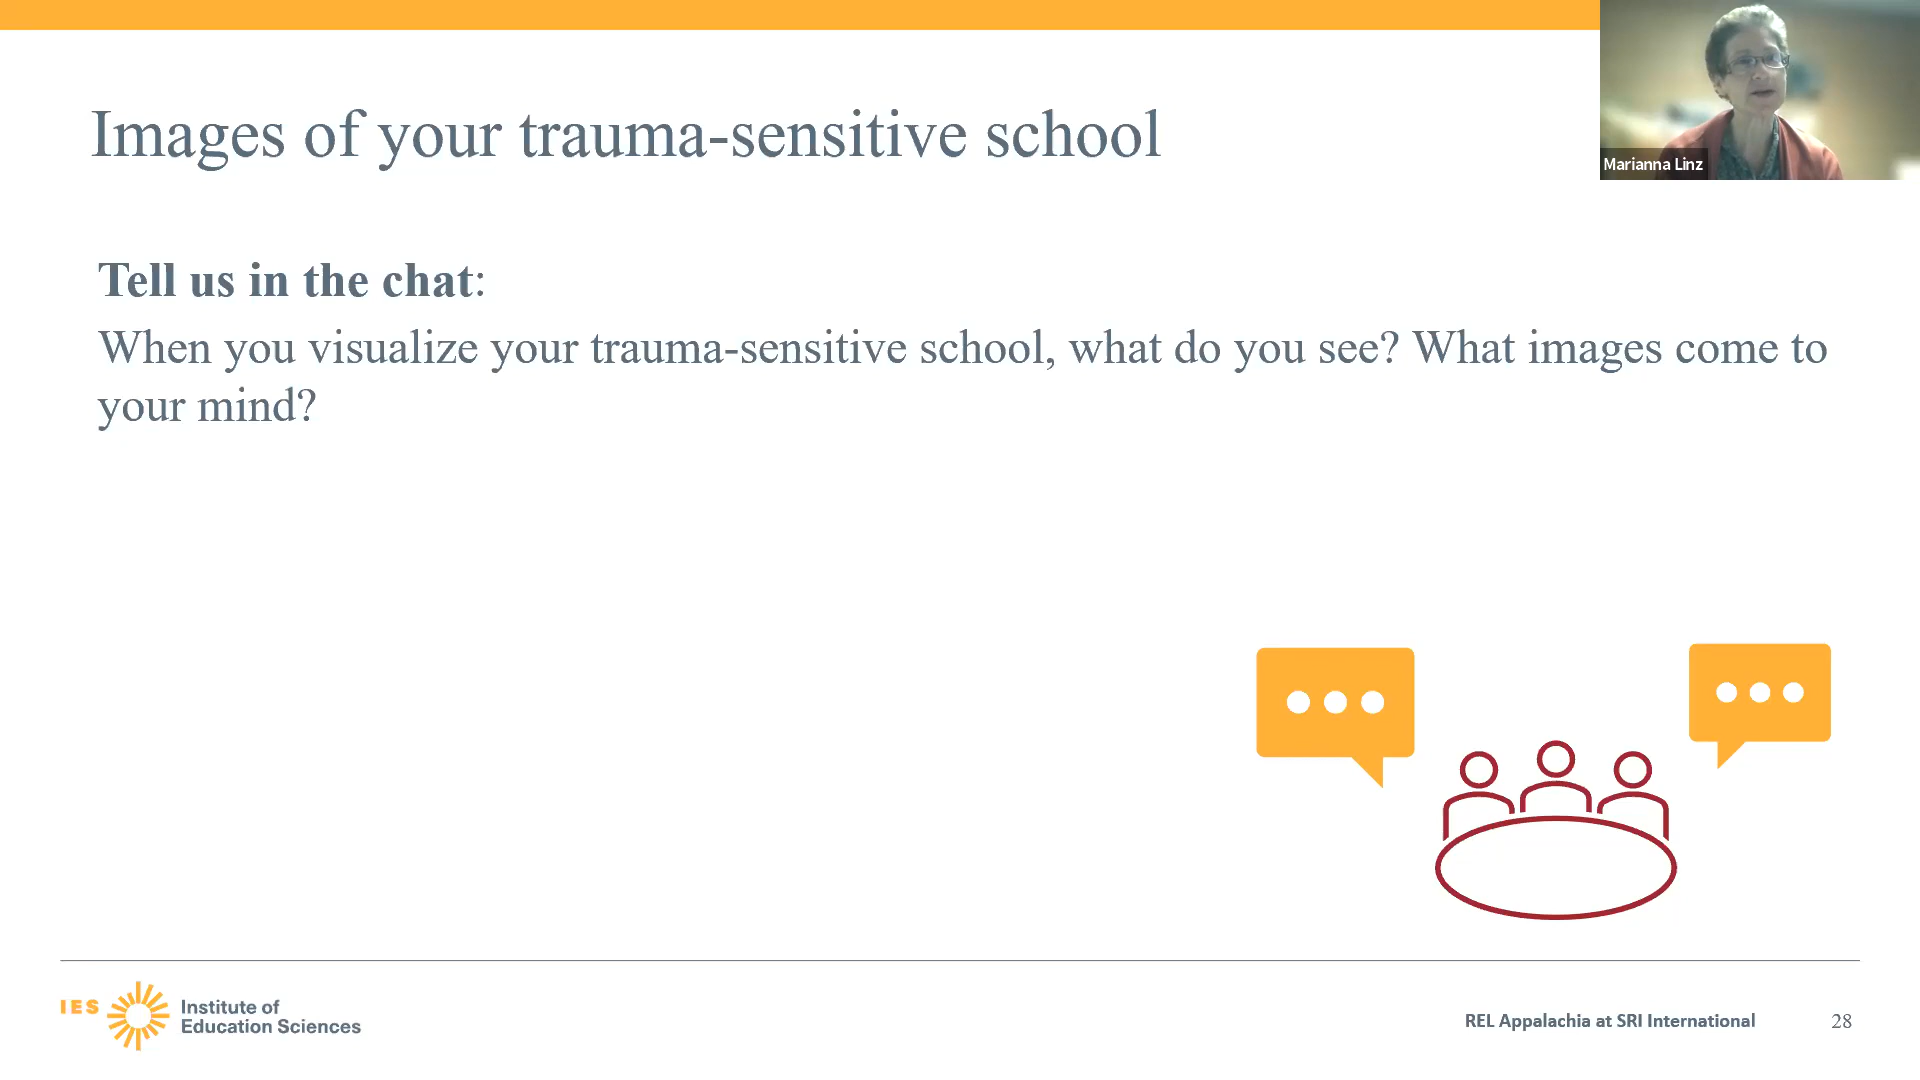 Images of your trauma-sensitive school
Marianna Linz
Tell us in the chat:
When you visualize your trauma-sensitive school, what do you see? What images come to
your mind?
IES
Institute of
Education Sciences
REL Appalachia at SRI International
28